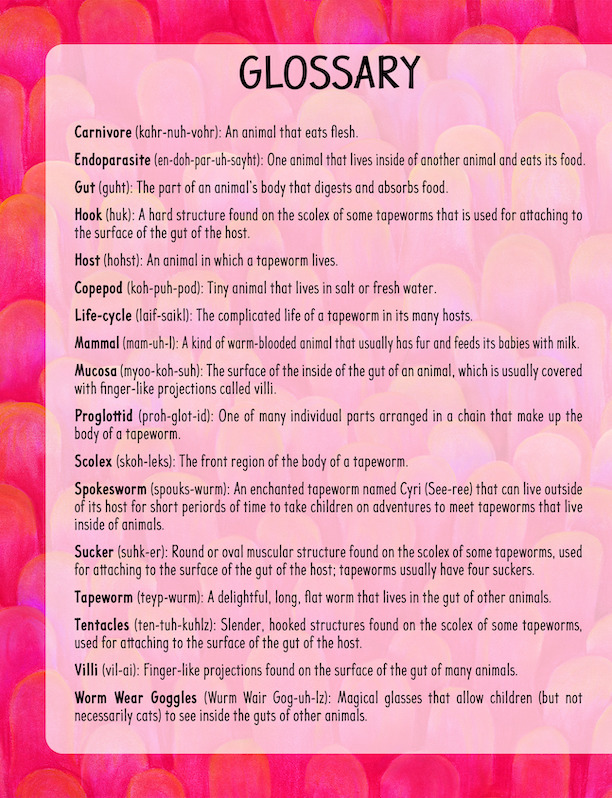 GLOSSARY
Carnivore (kahr-nuh-vohr): An animal that eats flesh.
Endoparasite (en-doh-par-uh-sayht): One animal that lives inside of another animal and eats its food.
Gut (guht): The part of an animal's body that digests and absorbs food.
Hook (huk): A hard structure found on the scolex of some tapeworms that is used for attaching to
the surface of the gut of the host.
Host (hohst): An animal in which a tapeworm lives.
Copepod (koh-puh-pod): Tiny animal that lives in salt or fresh water.
Life-cycle (laif-saikl): The complicated life of a tapeworm in its many hosts.
Mammal (mam-uh-l): A kind of warm-blooded animal that usually has fur and feeds its babies with milk.
Mucosa (myoo-koh-suh): The surface of the inside of the gut of an animal, which is usually covered
with finger-like projections called villi.
Proglottid (proh-glot-id): One of many individual parts arranged in a chain that make up the
body of a tapeworm.
Scolex (skoh-leks): The front region of the body of a tapeworm.
Spokesworm (spouks-wurm): An enchanted tapeworm named Cyri (See-ree) that can live outside
of its host for short periords of time to take children on adventures to meet tapeworms that live
inside of animals.
Sucker (suhk-er): Round or oval muscular structure found on the scolex of some tapeworms, used
for attaching to the surface of the gut of the host; tapeworms usually have four suckers.
Tapeworm (teyp-wurm): A delightful, long, flat worm that lives in the gut of other animals.
Tentacles (ten-tuh-kuhlz): Slender, hooked structures found on the scolex of some tapeworms,
used for attaching to the surface of the gut of the host.
Villi (vil-ai): Finger-like projections found on the surface of the gut of many animals.
Worm Wear Goggles (Wurm Wair Gog-uh-lz): Magical glasses that allow children (but not
necessarily cats) to see inside the guts of other animals.